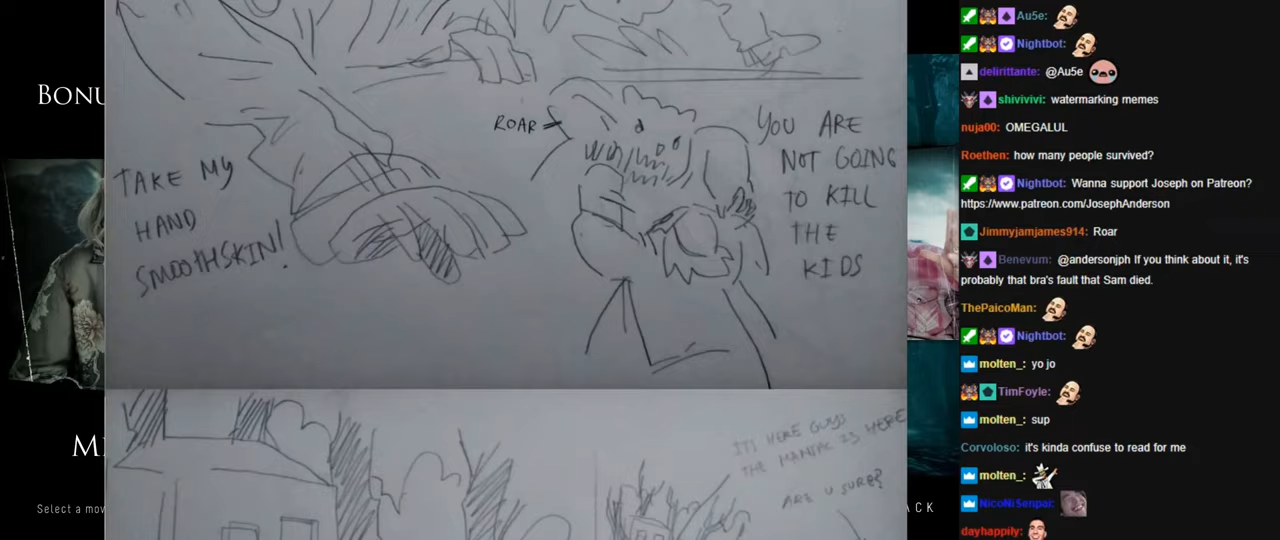 BONU
ROAR
TAKE MY
HAND
SMOOTHSKIN!
YOU ARE
NOT GOING
TO KILL
THE
KIDS
ITS HERE GUYS
THE MANIAC IS HERE
ARE U SURE?
Select a mov
ACK
Au5e:
Nightbot:
delirittante: @Au5e
shivivivi: watermarking memes
nuja00: OMEGALUL
Roethen: how many people survived?
Nightbot: Wanna support Joseph on Patreon?
https://www.patreon.com/JosephAnderson
Jimmyjamjames914: Roar
Benevum: @andersonjph If you think about it, it's
probably that bra's fault that Sam died.
ThePaicoMan:
Nightbot:
molten_: yo jo
TimFoyle:
molten_: sup
Corvoloso: it's kinda confuse to read for me
molten_:
NicoNiSenpai:
dayhappily: